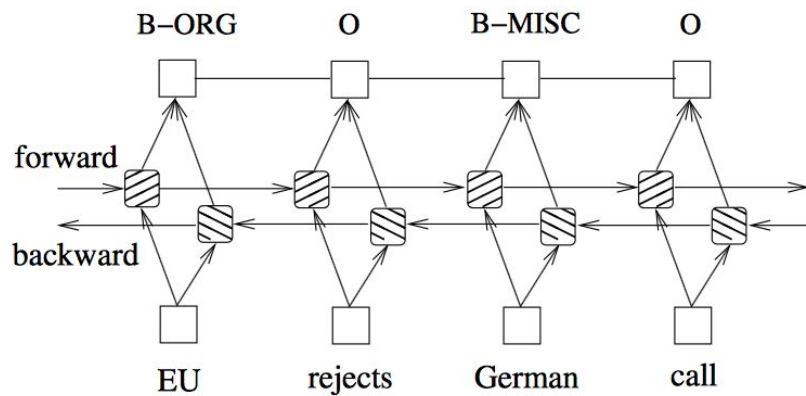 B–ORG O B–MISC O
forward
backward
EU rejects German call